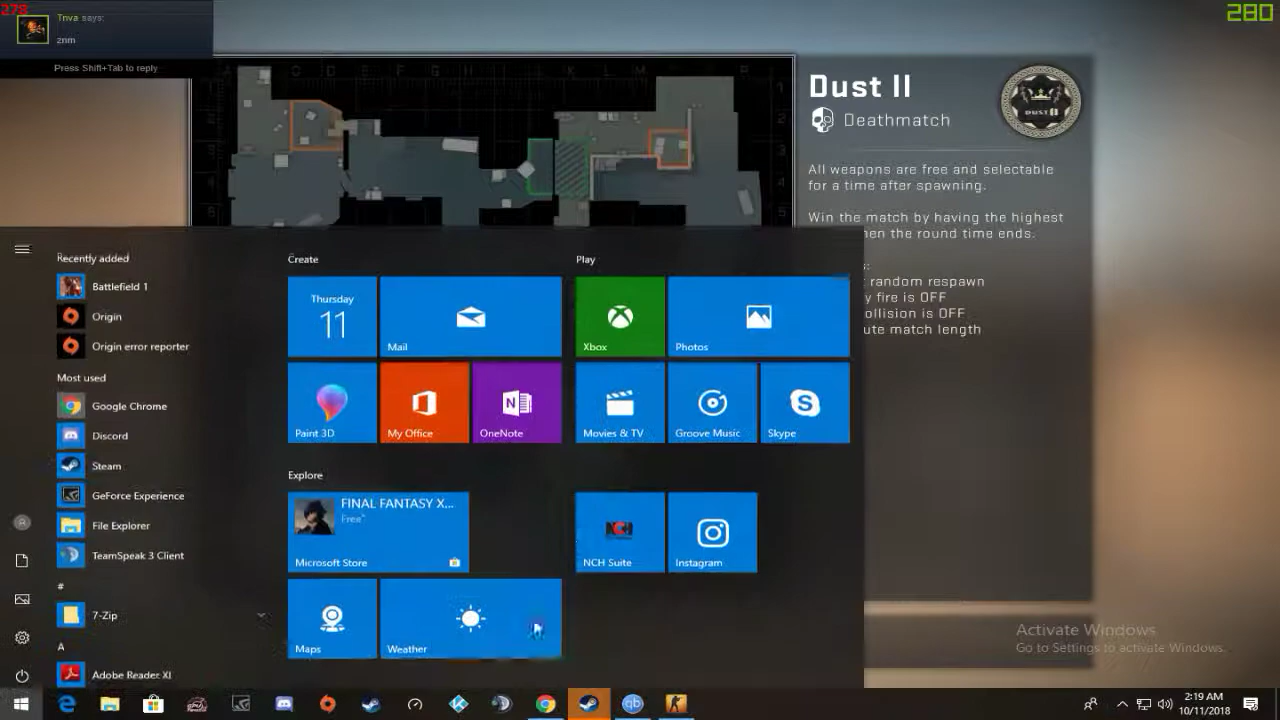 278
Tnva says:
2nm
Press Shift+Tab to reply
280
Dust II
Deathmatch
DUST II
All weapons are free and selectable
for a time after spawning.
Win the match by having the highest
when the round time ends.
random respawn
fire is OFF
collision is OFF
match length
Recently added
Battlefield 1
Origin
Origin error reporter
Most used
Google Chrome
Discord
Steam
GeForce Experience
File Explorer
TeamSpeak 3 Client
#
7-Zip
A
Adobe Reader XI
Create
Thursday
11
Mail
Paint 3D
My Office
OneNote
Explore
FINAL FANTASY X...
Free*
Microsoft Store
Maps
Weather
Play
Xbox
Photos
Movies & TV
Groove Music
Skype
NCH
NCH Suite
Instagram
Activate Windows
Go to Settings to activate Windows.
2:19 AM
10/11/2018